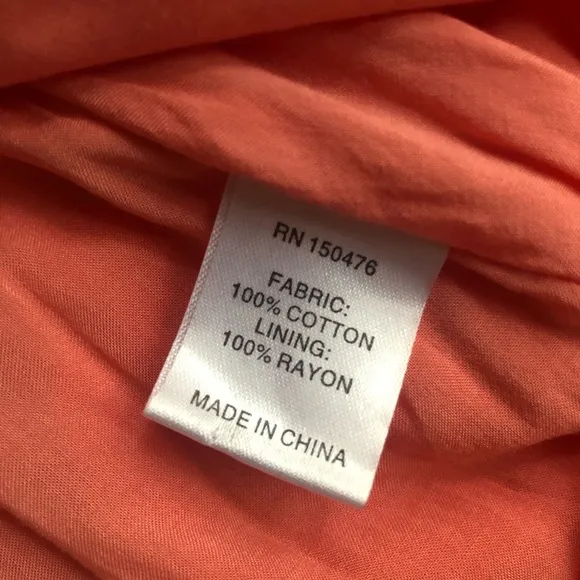 RN 150476
FABRIC:
100% COTTON
LINING:
100% RAYON
MADE IN CHINA